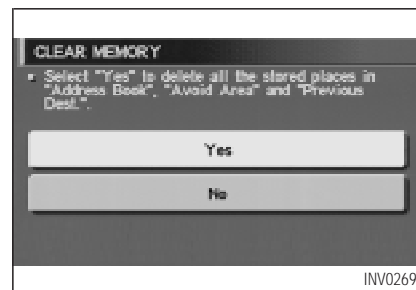 CLEAR MEMORY
Select "Yes" to delete all the stored places in
"Address Book", "Avoid Area" and "Previous
Dest.".
Yes
No
INV0269